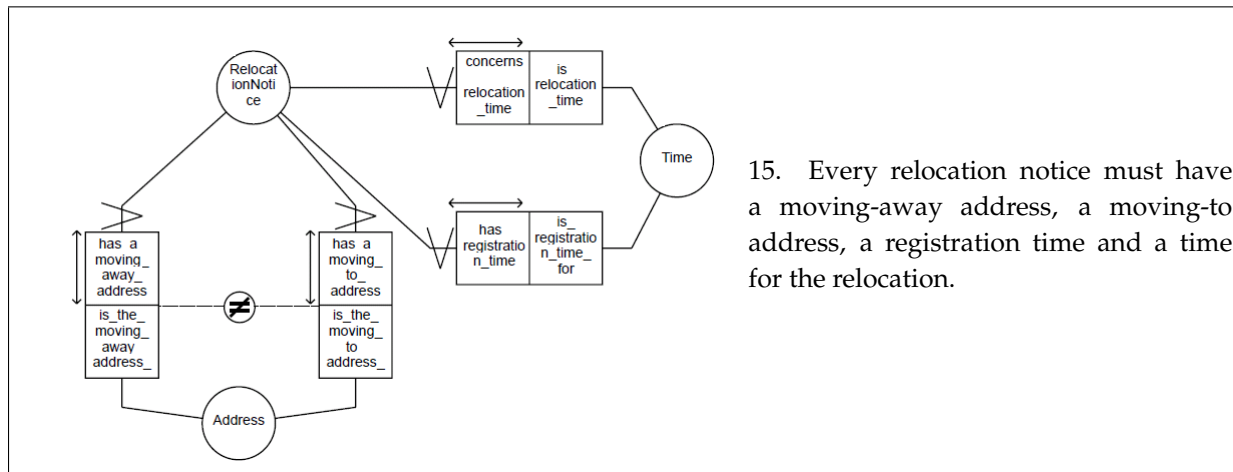 Relocat
ionNoti
ce
concerns
relocation
_time
is
relocation
_time
Time
has
registratio
n_time
is_
registratio
n_time_
for
has a
moving_
away_
address
is_the_
moving_
away
address_
≠
has a
moving_
to_
address
is_the_
moving_
to
address_
Address
15. Every relocation notice must have
a moving-away address, a moving-to
address, a registration time and a time
for the relocation.